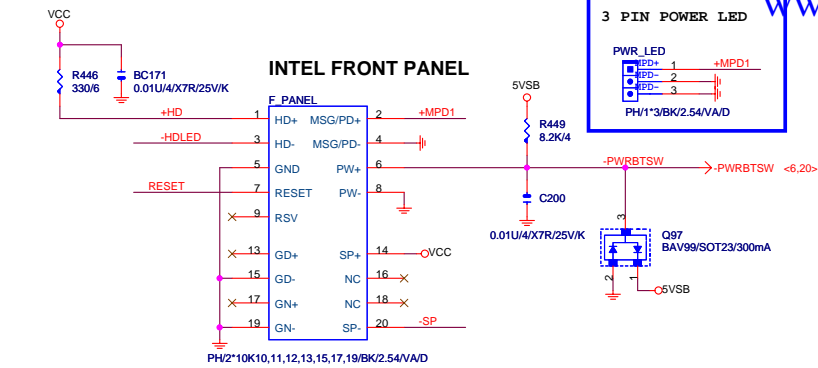 3 PIN POWER LED
VCC
R446
330/6
BC171
0.01U/4/X7R/25V/K
INTEL FRONT PANEL
PWR_LED
MPD+ 1 +MPD1
MPD- 2
MPD- 3
PH/1*3/BK/2.54/VA/D
5VSB
R449
8.2K/4
F_PANEL
+HD 1 HD+ MSG/PD+ 2 +MPD1
-HDLED 3 HD- MSG/PD- 4
5 GND PW+ 6 -PWRBTSW -PWRBTSW <6,20>
RESET 7 RESET PW- 8
9 RSV
C200
0.01U/4/X7R/25V/K
3
Q97
BAV99/SOT23/300mA
2 1
5VSB
13 GD+ SP+ 14 VCC
15 GD- NC 16
17 GN+ NC 18
19 GN- SP- 20 -SP
PH/2*10K10,11,12,13,15,17,19/BK/2.54/VA/D